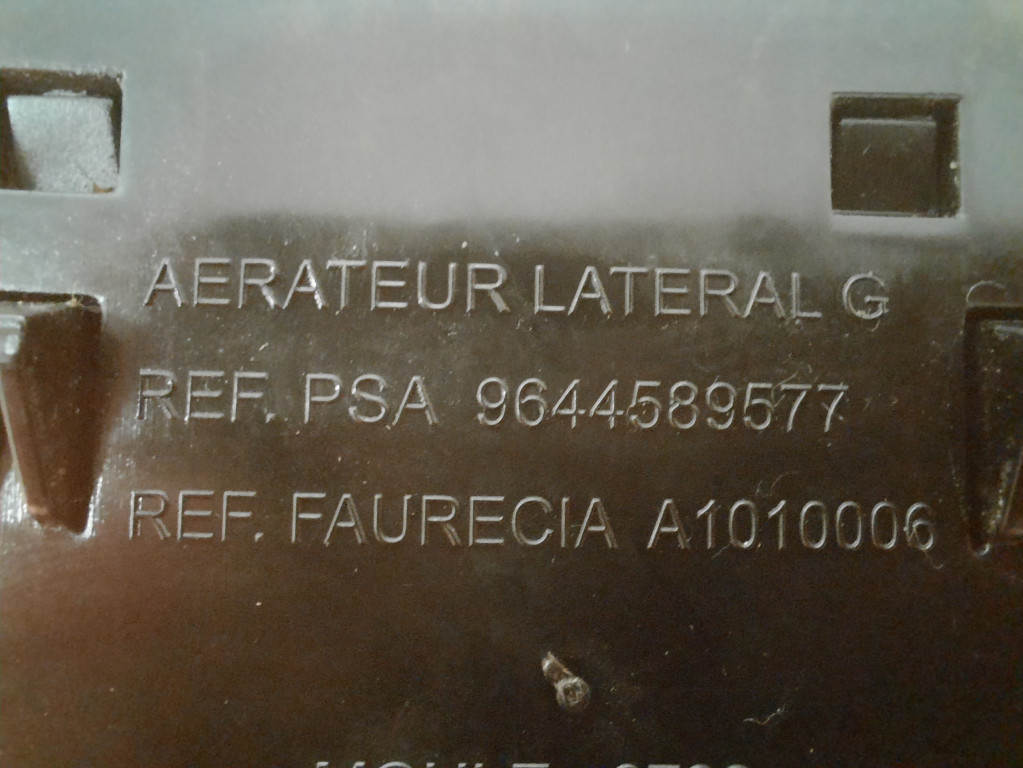 AERATEUR LATERAL G
REF. PSA 9644589577
REF. FAURECIA A1010006